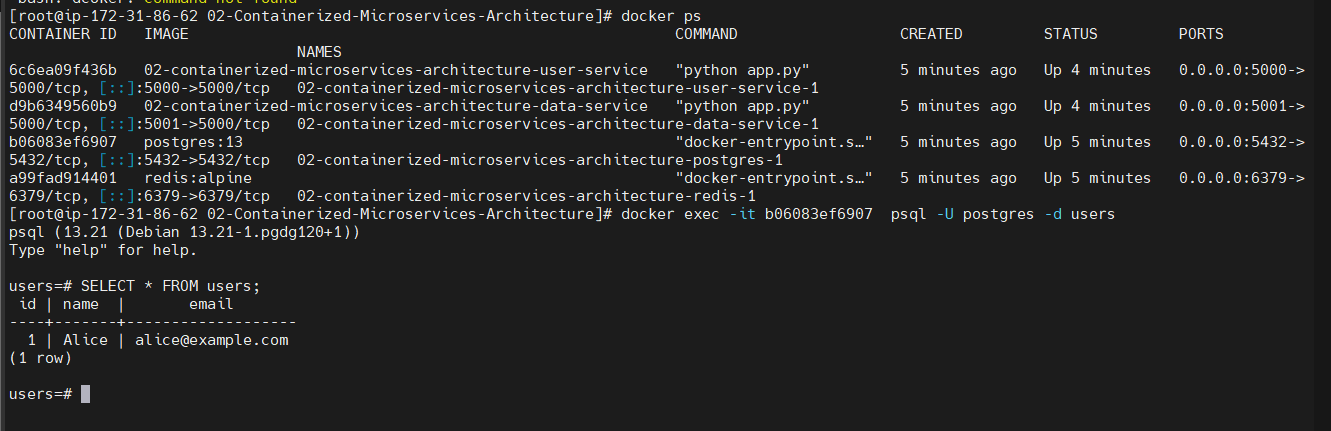 bash: dcoker: command not found
[root@ip-172-31-86-62 02-Containerized-Microservices-Architecture]# docker ps
CONTAINER ID   IMAGE                                                      COMMAND                  CREATED         STATUS         PORTS
                                NAMES
6c6ea09f436b   02-containerized-microservices-architecture-user-service   "python app.py"          5 minutes ago   Up 4 minutes   0.0.0.0:5000->
5000/tcp, [::]:5000->5000/tcp   02-containerized-microservices-architecture-user-service-1
d9b6349560b9   02-containerized-microservices-architecture-data-service   "python app.py"          5 minutes ago   Up 4 minutes   0.0.0.0:5001->
5000/tcp, [::]:5001->5000/tcp   02-containerized-microservices-architecture-data-service-1
b06083ef6907   postgres:13                                                "docker-entrypoint.s…"   5 minutes ago   Up 5 minutes   0.0.0.0:5432->
5432/tcp, [::]:5432->5432/tcp   02-containerized-microservices-architecture-postgres-1
a99fad914401   redis:alpine                                               "docker-entrypoint.s…"   5 minutes ago   Up 5 minutes   0.0.0.0:6379->
6379/tcp, [::]:6379->6379/tcp   02-containerized-microservices-architecture-redis-1
[root@ip-172-31-86-62 02-Containerized-Microservices-Architecture]# docker exec -it b06083ef6907  psql -U postgres -d users
psql (13.21 (Debian 13.21-1.pgdg120+1))
Type "help" for help.
users=# SELECT * FROM users;
 id | name  |       email
----+-------+-------------------
  1 | Alice | alice@example.com
(1 row)
users=#